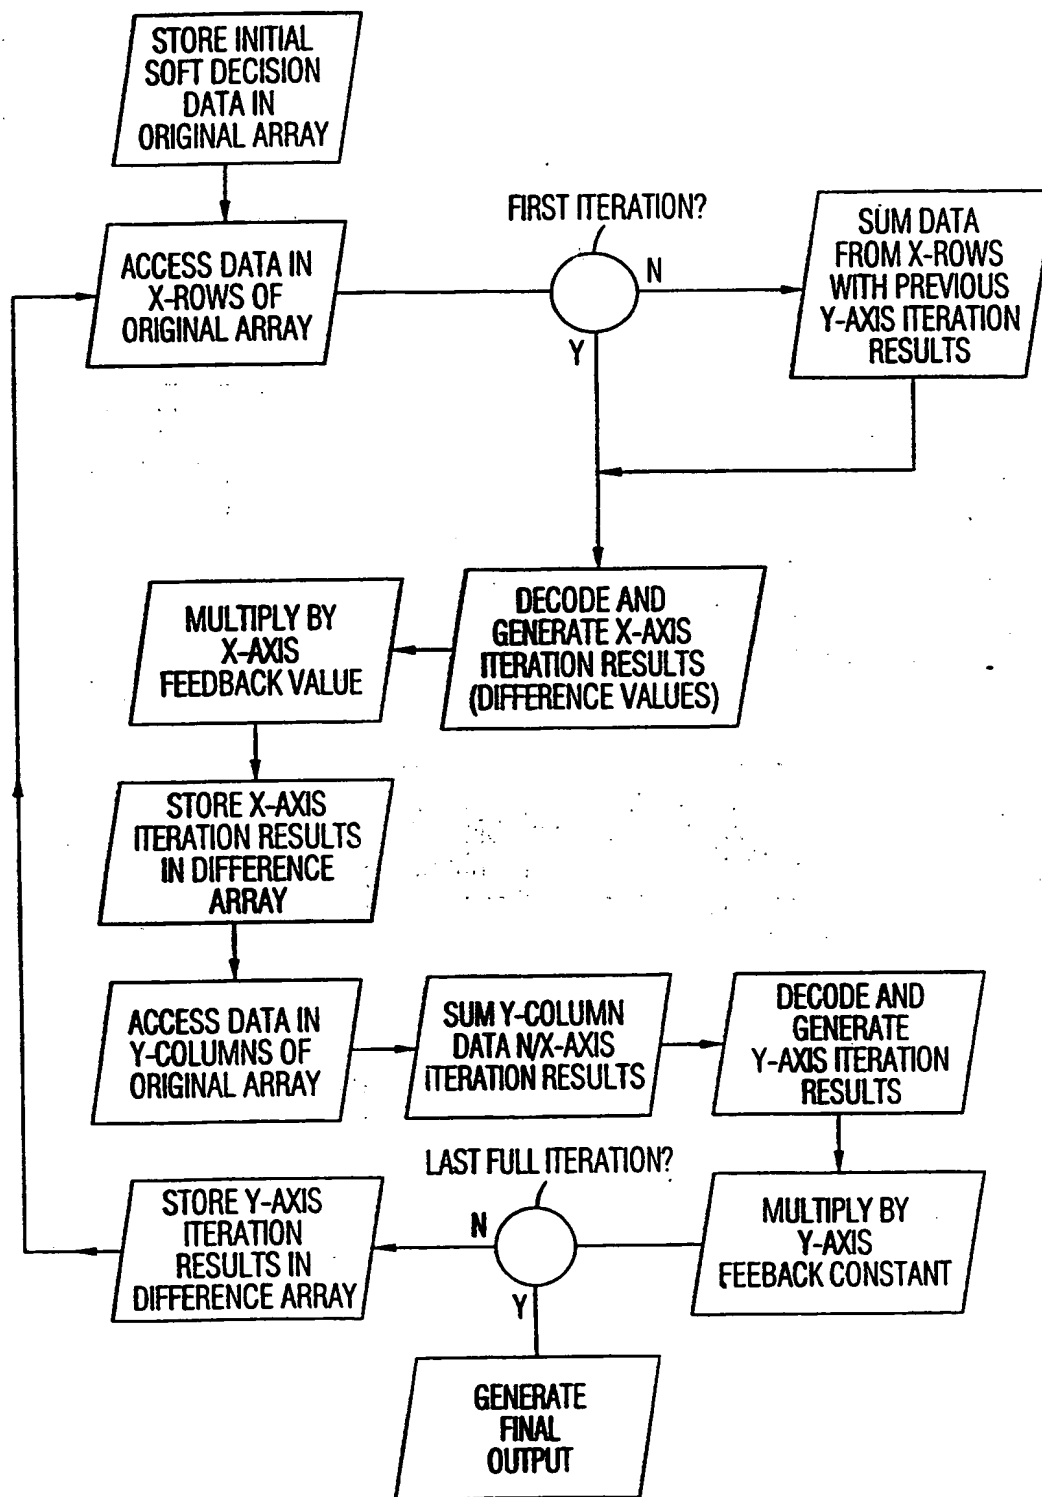 STORE INITIAL
SOFT DECISION
DATA IN
ORIGINAL ARRAY
FIRST ITERATION?
ACCESS DATA IN
X-ROWS OF
ORIGINAL ARRAY
N
Y
SUM DATA
FROM X-ROWS
WITH PREVIOUS
Y-AXIS ITERATION
RESULTS
DECODE AND
GENERATE X-AXIS
ITERATION RESULTS
(DIFFERENCE VALUES)
MULTIPLY BY
X-AXIS
FEEDBACK VALUE
STORE X-AXIS
ITERATION RESULTS
IN DIFFERENCE
ARRAY
ACCESS DATA IN
Y-COLUMNS OF
ORIGINAL ARRAY
SUM Y-COLUMN
DATA N/X-AXIS
ITERATION RESULTS
DECODE AND
GENERATE
Y-AXIS ITERATION
RESULTS
MULTIPLY BY
Y-AXIS
FEEBACK CONSTANT
LAST FULL ITERATION?
N
Y
STORE Y-AXIS
ITERATION
RESULTS IN
DIFFERENCE ARRAY
GENERATE
FINAL
OUTPUT